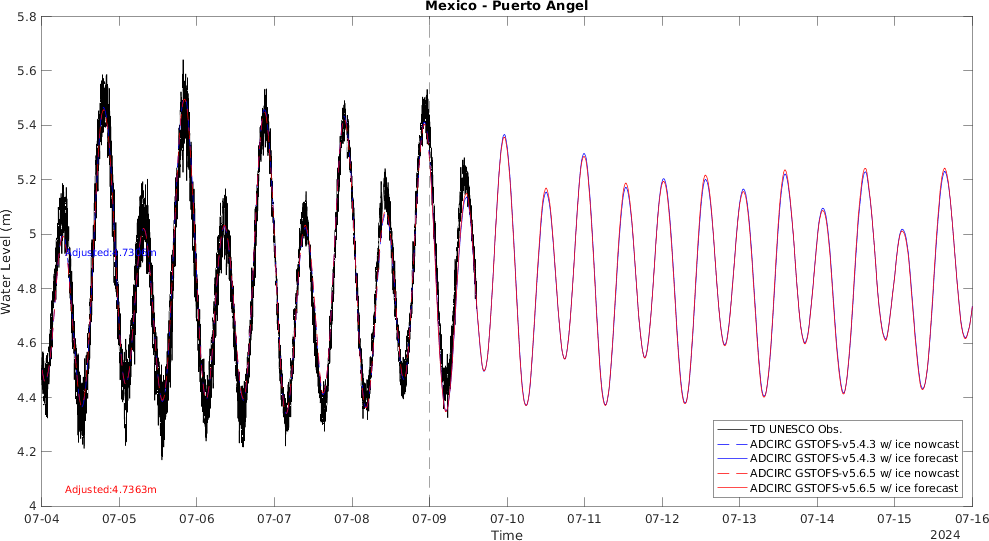 Mexico - Puerto Angel
5.8
5.6
5.4
5.2
5
4.8
4.6
4.4
4.2
4
Water Level (m)
Adjusted:4.7363m
TD UNESCO Obs.
ADCIRC GSTOFS-v5.4.3 w/ ice nowcast
ADCIRC GSTOFS-v5.4.3 w/ ice forecast
ADCIRC GSTOFS-v5.6.5 w/ ice nowcast
ADCIRC GSTOFS-v5.6.5 w/ ice forecast
07-04 07-05 07-06 07-07 07-08 07-09 07-10 07-11 07-12 07-13 07-14 07-15 07-16
Time
2024